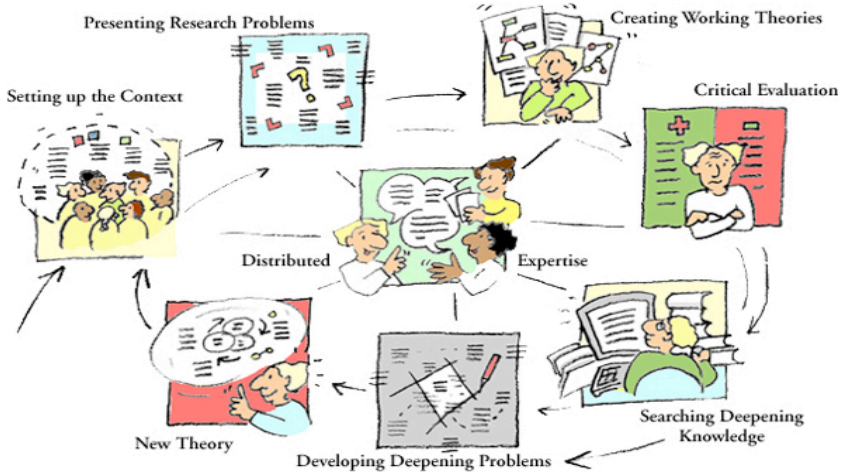 Presenting Research Problems
Creating Working Theories
Setting up the Context
Critical Evaluation
Distributed
Expertise
Searching Deepening
Knowledge
New Theory
Developing Deepening Problems